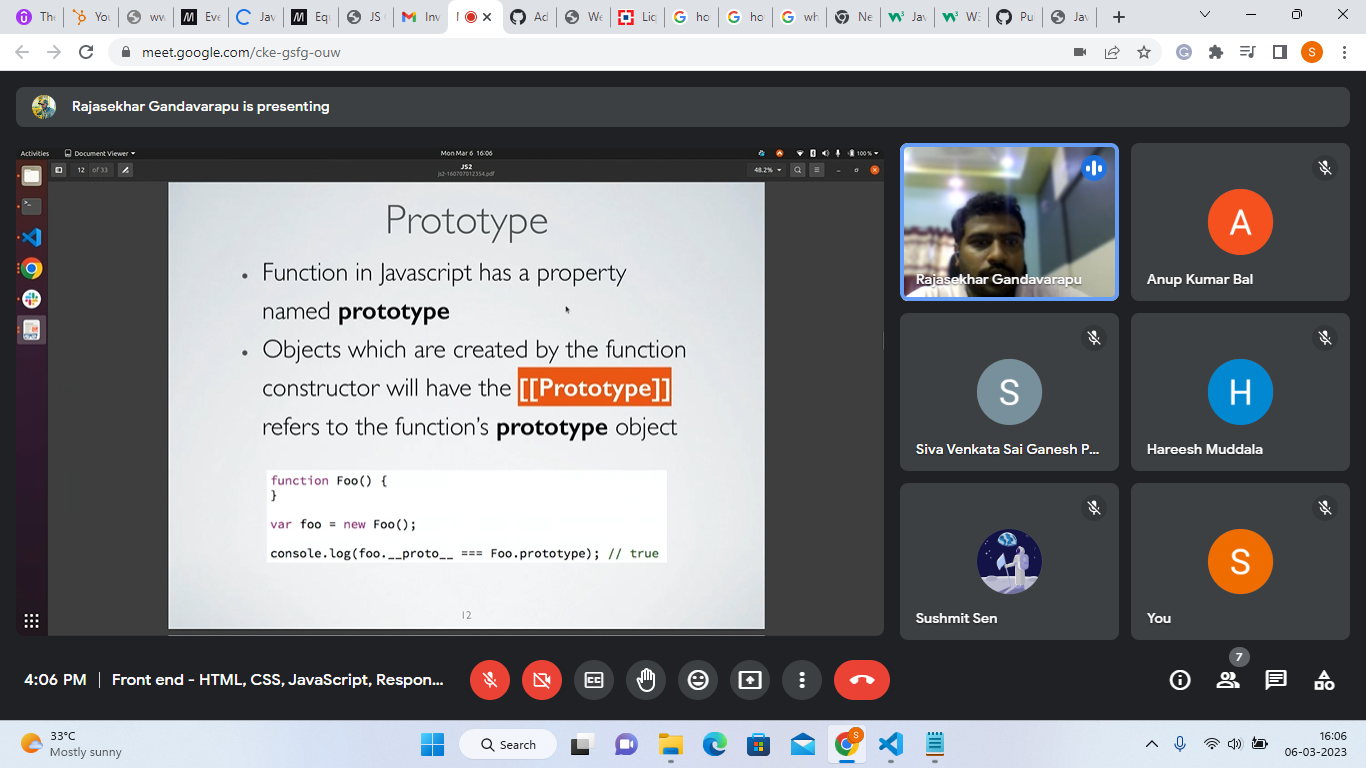 The
You
ww
Eve
Jav
Equ
JS (
Inv
Ad
We
Liq
ho
ho
wh
Ne
Jav
W3
Pu
Jav
meet.google.com/cke-gsfg-ouw
S
Rajasekhar Gandavarapu is presenting
Activities
Document Viewer
Mon Mar 6 16:06
100 %
12 of 33
JS2
js2-160707012354.pdf
48.2%
Prototype
• Function in Javascript has a property
named prototype
• Objects which are created by the function
constructor will have the [[Prototype]]
refers to the function's prototype object
function Foo() {
}
var foo = new Foo();
console.log(foo.__proto__ === Foo.prototype); // true
12
Rajasekhar Gandavarapu
A
Anup Kumar Bal
S
Siva Venkata Sai Ganesh P...
H
Hareesh Muddala
Sushmit Sen
S
You
4:06 PM | Front end - HTML, CSS, JavaScript, Respon...
7
33°C
Mostly sunny
Search
S
16:06
06-03-2023